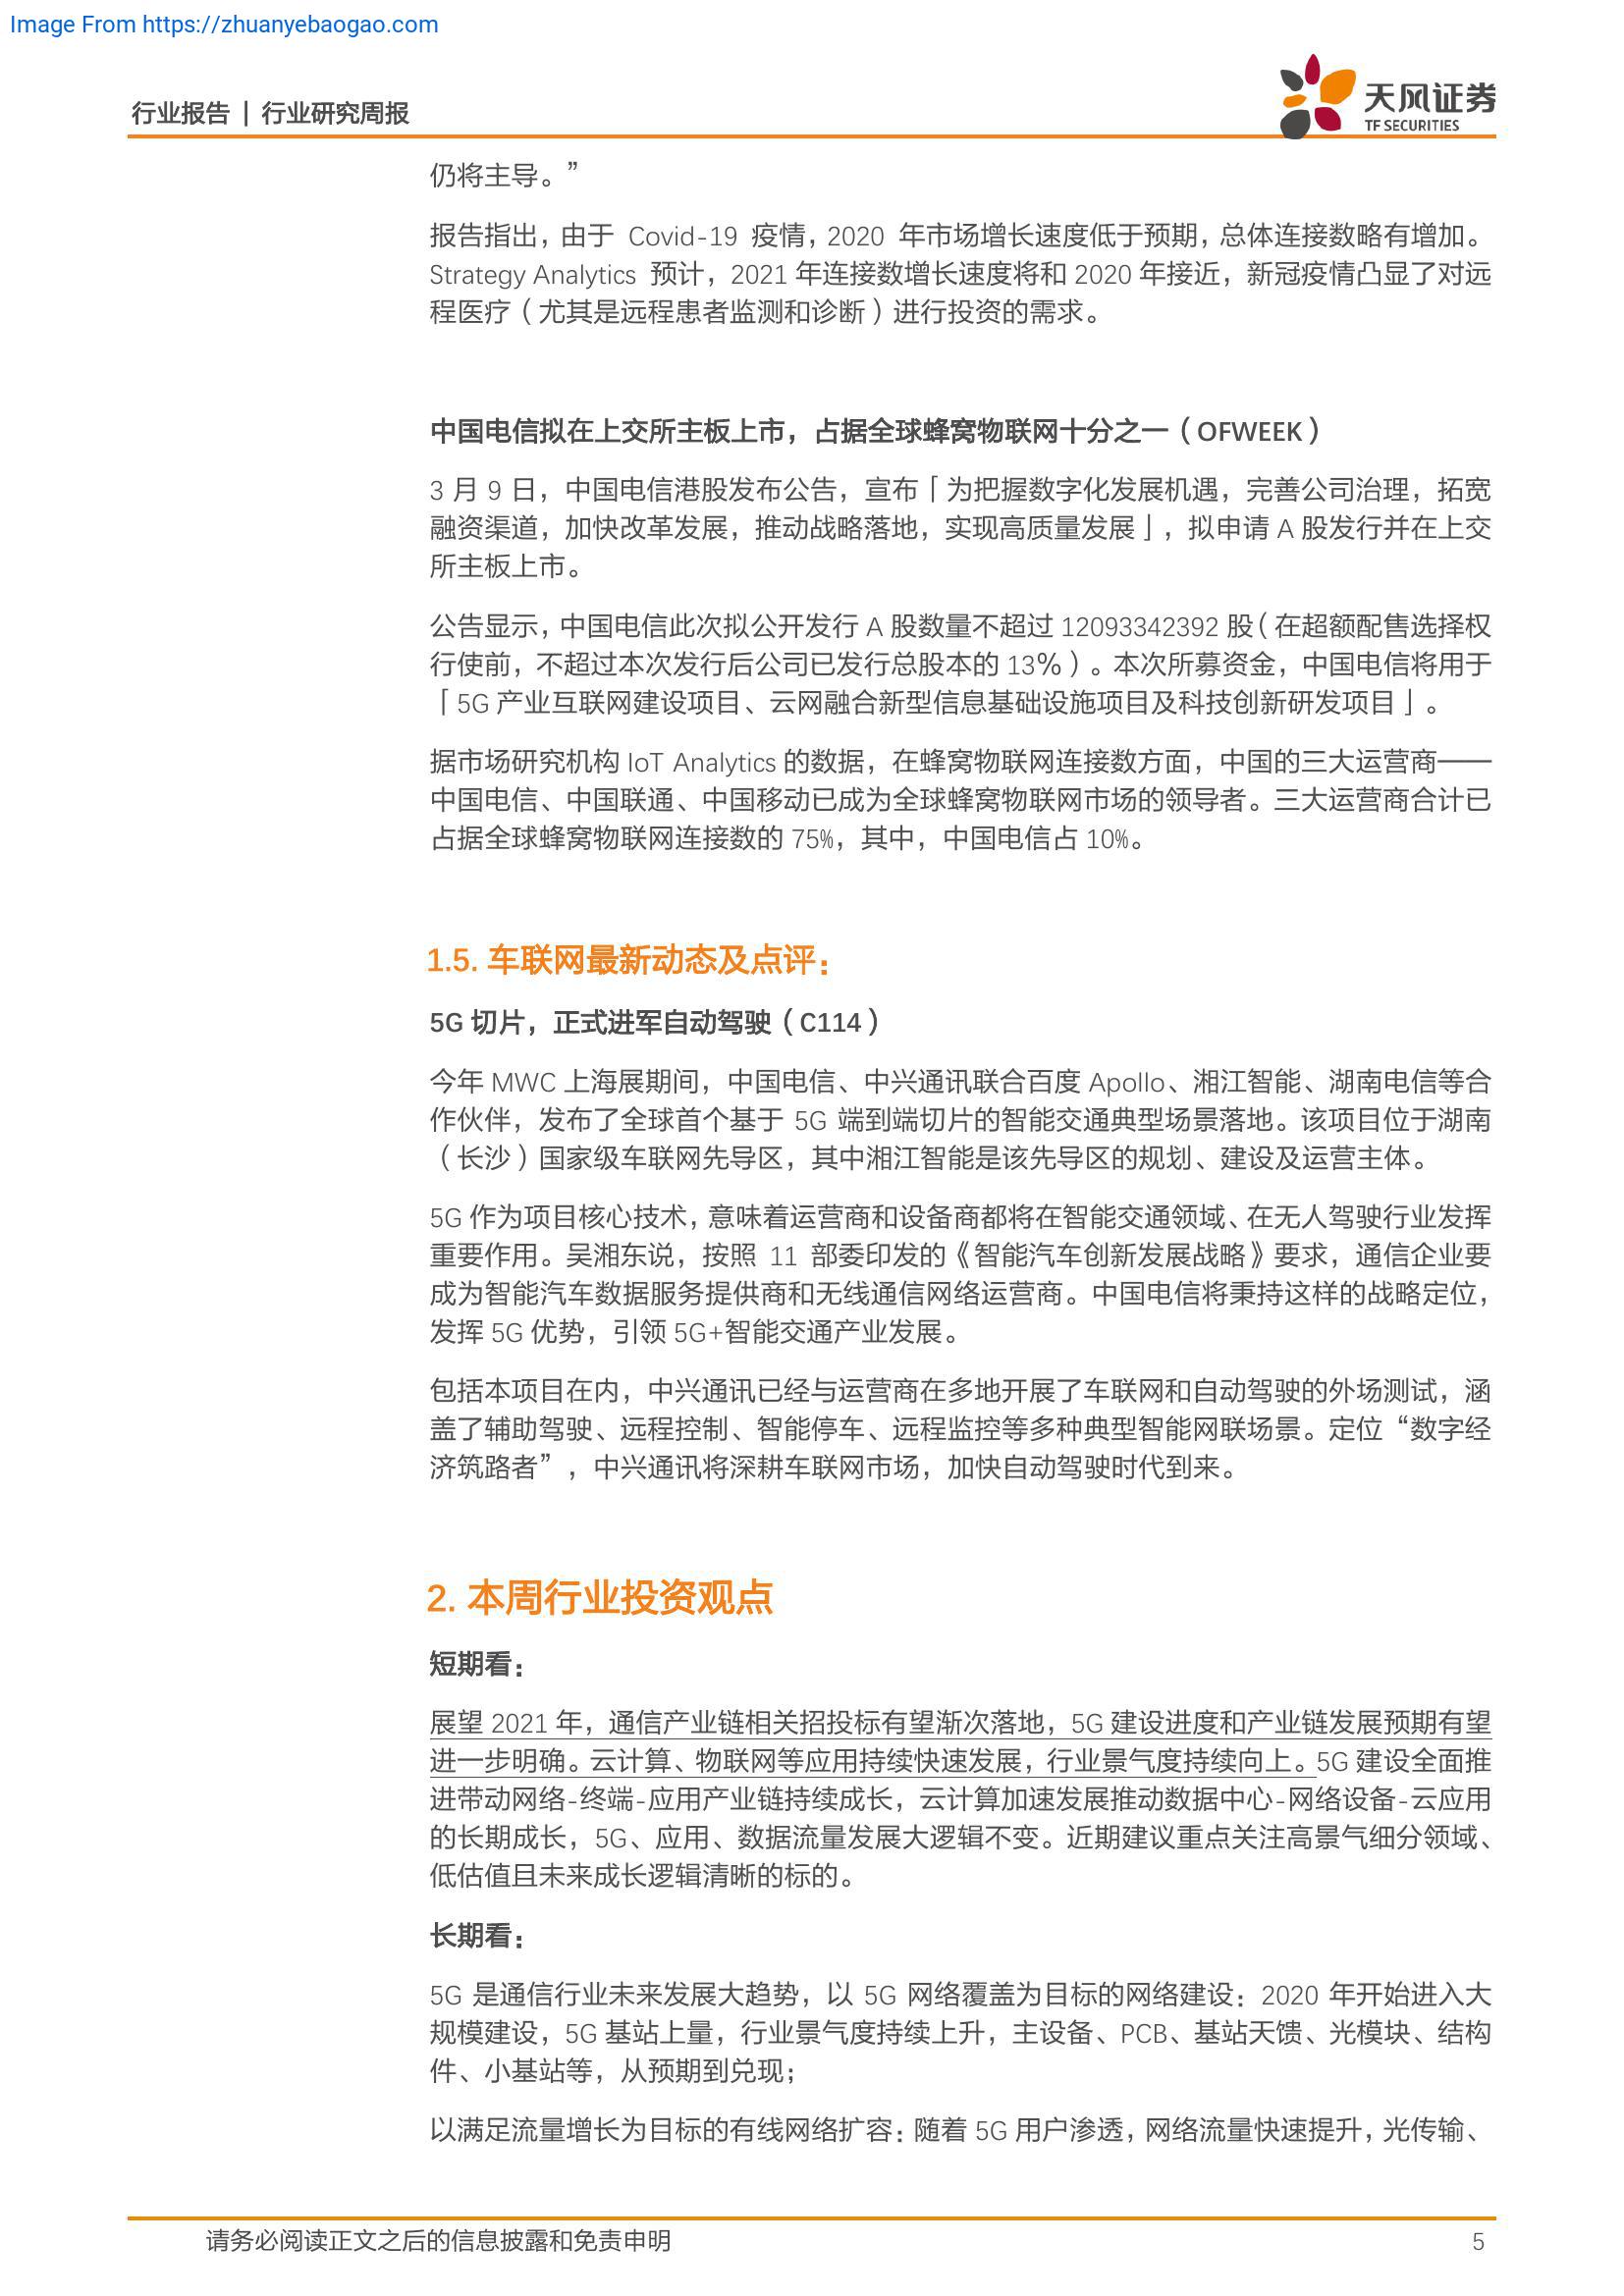 Image From https://zhuanyebaogao.com
行业报告 | 行业研究周报
天风证券
TF SECURITIES
仍将主导。”
报告指出，由于 Covid-19 疫情，2020 年市场增长速度低于预期，总体连接数略有增加。
Strategy Analytics 预计，2021 年连接数增长速度将和 2020 年接近，新冠疫情凸显了对远
程医疗（尤其是远程患者监测和诊断）进行投资的需求。
中国电信拟在上交所主板上市，占据全球蜂窝物联网十分之一（OFWEEK）
3 月 9 日，中国电信港股发布公告，宣布「为把握数字化发展机遇，完善公司治理，拓宽
融资渠道，加快改革发展，推动战略落地，实现高质量发展」，拟申请 A 股发行并在上交
所主板上市。
公告显示，中国电信此次拟公开发行 A 股数量不超过 12093342392 股（在超额配售选择权
行使前，不超过本次发行后公司已发行总股本的 13%）。本次所募资金，中国电信将用于
「5G 产业互联网建设项目、云网融合新型信息基础设施项目及科技创新研发项目」。
据市场研究机构 IoT Analytics 的数据，在蜂窝物联网连接数方面，中国的三大运营商——
中国电信、中国联通、中国移动已成为全球蜂窝物联网市场的领导者。三大运营商合计已
占据全球蜂窝物联网连接数的 75%，其中，中国电信占 10%。
1.5. 车联网最新动态及点评：
5G 切片，正式进军自动驾驶（C114）
今年 MWC 上海展期间，中国电信、中兴通讯联合百度 Apollo、湘江智能、湖南电信等合
作伙伴，发布了全球首个基于 5G 端到端切片的智能交通典型场景落地。该项目位于湖南
（长沙）国家级车联网先导区，其中湘江智能是该先导区的规划、建设及运营主体。
5G 作为项目核心技术，意味着运营商和设备商都将在智能交通领域、在无人驾驶行业发挥
重要作用。吴湘东说，按照 11 部委印发的《智能汽车创新发展战略》要求，通信企业要
成为智能汽车数据服务提供商和无线通信网络运营商。中国电信将秉持这样的战略定位，
发挥 5G 优势，引领 5G+智能交通产业发展。
包括本项目在内，中兴通讯已经与运营商在多地开展了车联网和自动驾驶的外场测试，涵
盖了辅助驾驶、远程控制、智能停车、远程监控等多种典型智能网联场景。定位“数字经
济筑路者”，中兴通讯将深耕车联网市场，加快自动驾驶时代到来。
2. 本周行业投资观点
短期看：
展望 2021 年，通信产业链相关招投标有望渐次落地，5G 建设进度和产业链发展预期有望
进一步明确。云计算、物联网等应用持续快速发展，行业景气度持续向上。5G 建设全面推
进带动网络-终端-应用产业链持续成长，云计算加速发展推动数据中心-网络设备-云应用
的长期成长，5G、应用、数据流量发展大逻辑不变。近期建议重点关注高景气细分领域、
低估值且未来成长逻辑清晰的标的。
长期看：
5G 是通信行业未来发展大趋势，以 5G 网络覆盖为目标的网络建设：2020 年开始进入大
规模建设，5G 基站上量，行业景气度持续上升，主设备、PCB、基站天馈、光模块、结构
件、小基站等，从预期到兑现；
以满足流量增长为目标的有线网络扩容：随着 5G 用户渗透，网络流量快速提升，光传输、
请务必阅读正文之后的信息披露和免责申明
5